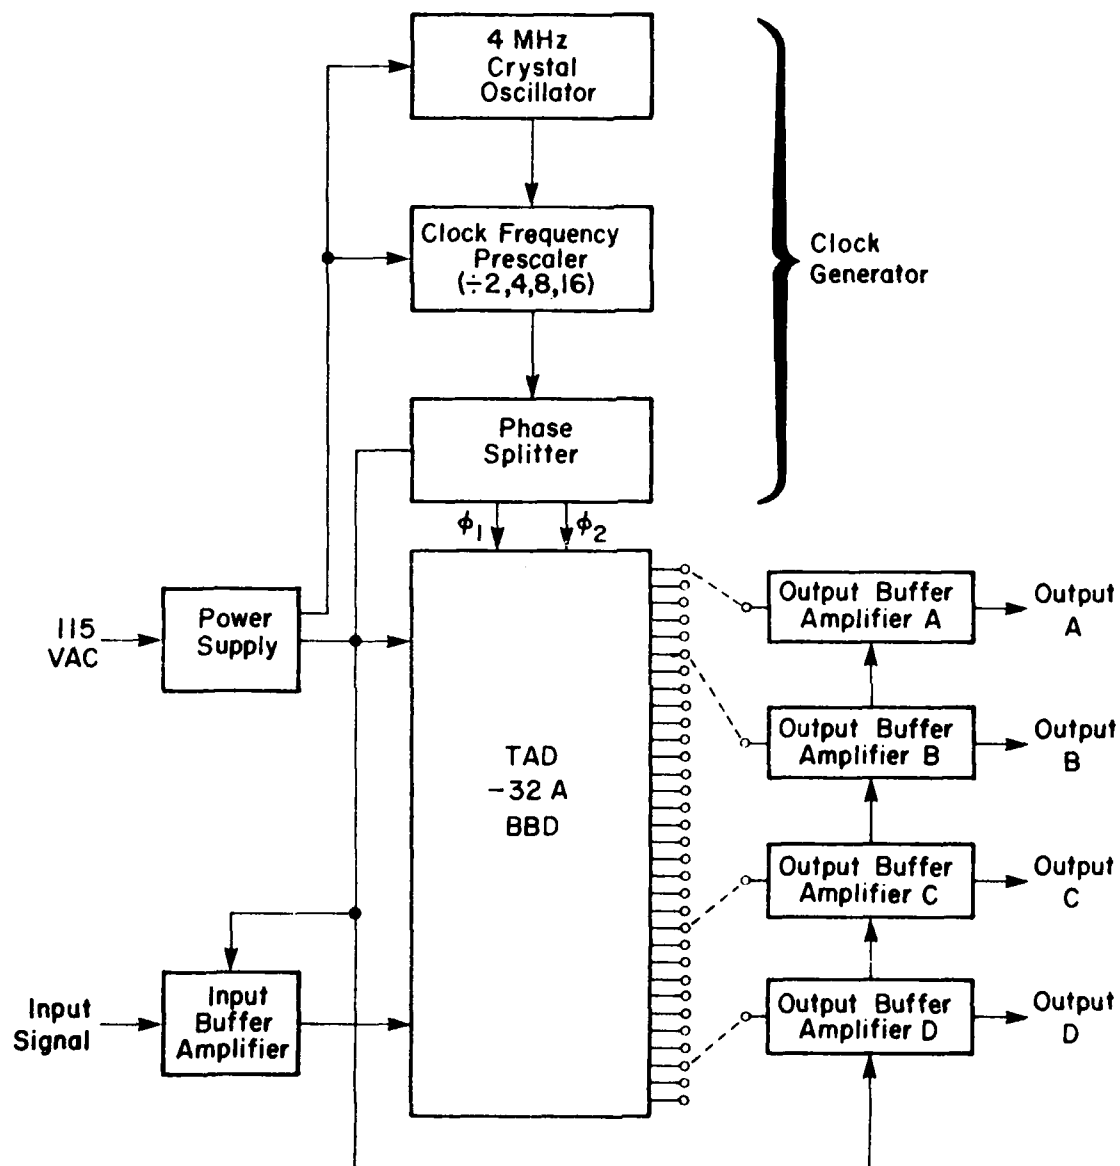 4 MHz
Crystal
Oscillator
Clock Frequency
Prescaler
(÷2,4,8,16)
Clock
Generator
Phase
Splitter
ϕ1
ϕ2
115
VAC
Power
Supply
Output Buffer
Amplifier A
Output
A
Output Buffer
Amplifier B
Output
B
TAD
-32 A
BBD
Output Buffer
Amplifier C
Output
C
Input
Signal
Input
Buffer
Amplifier
Output Buffer
Amplifier D
Output
D